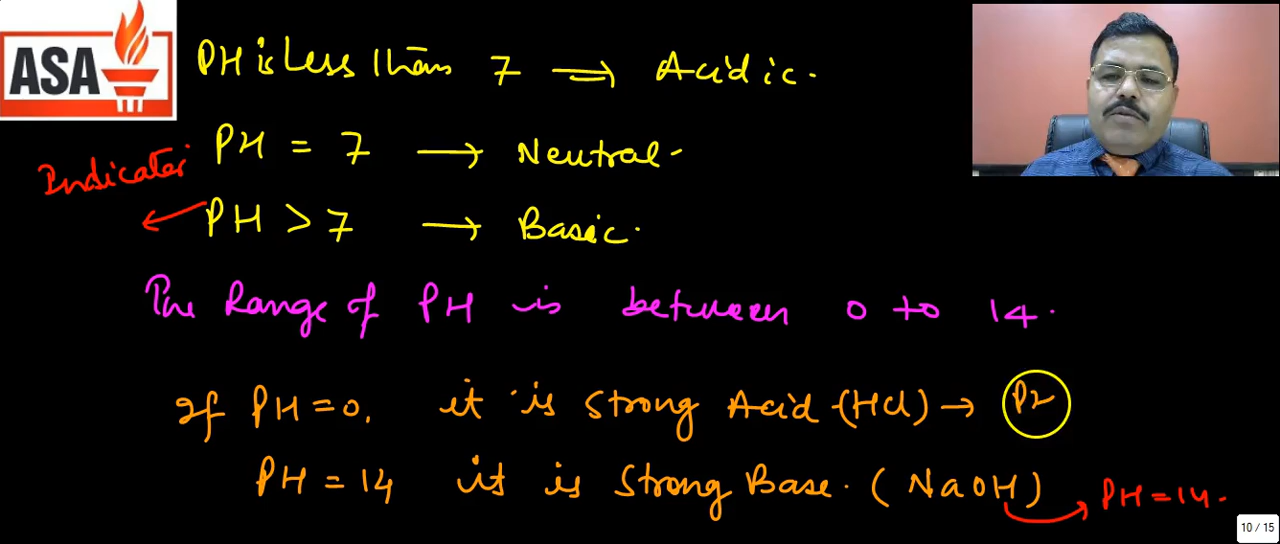 ASA
PH is Less than 7 ⟹ Acidic.
PH = 7 → Neutral.
Indicator
PH > 7 → Basic.
The Range of PH is between 0 to 14.
If PH = 0, it is strong Acid (HCl) →
PH = 14 it is Strong Base. (NaOH) → PH = 14.
10 / 15